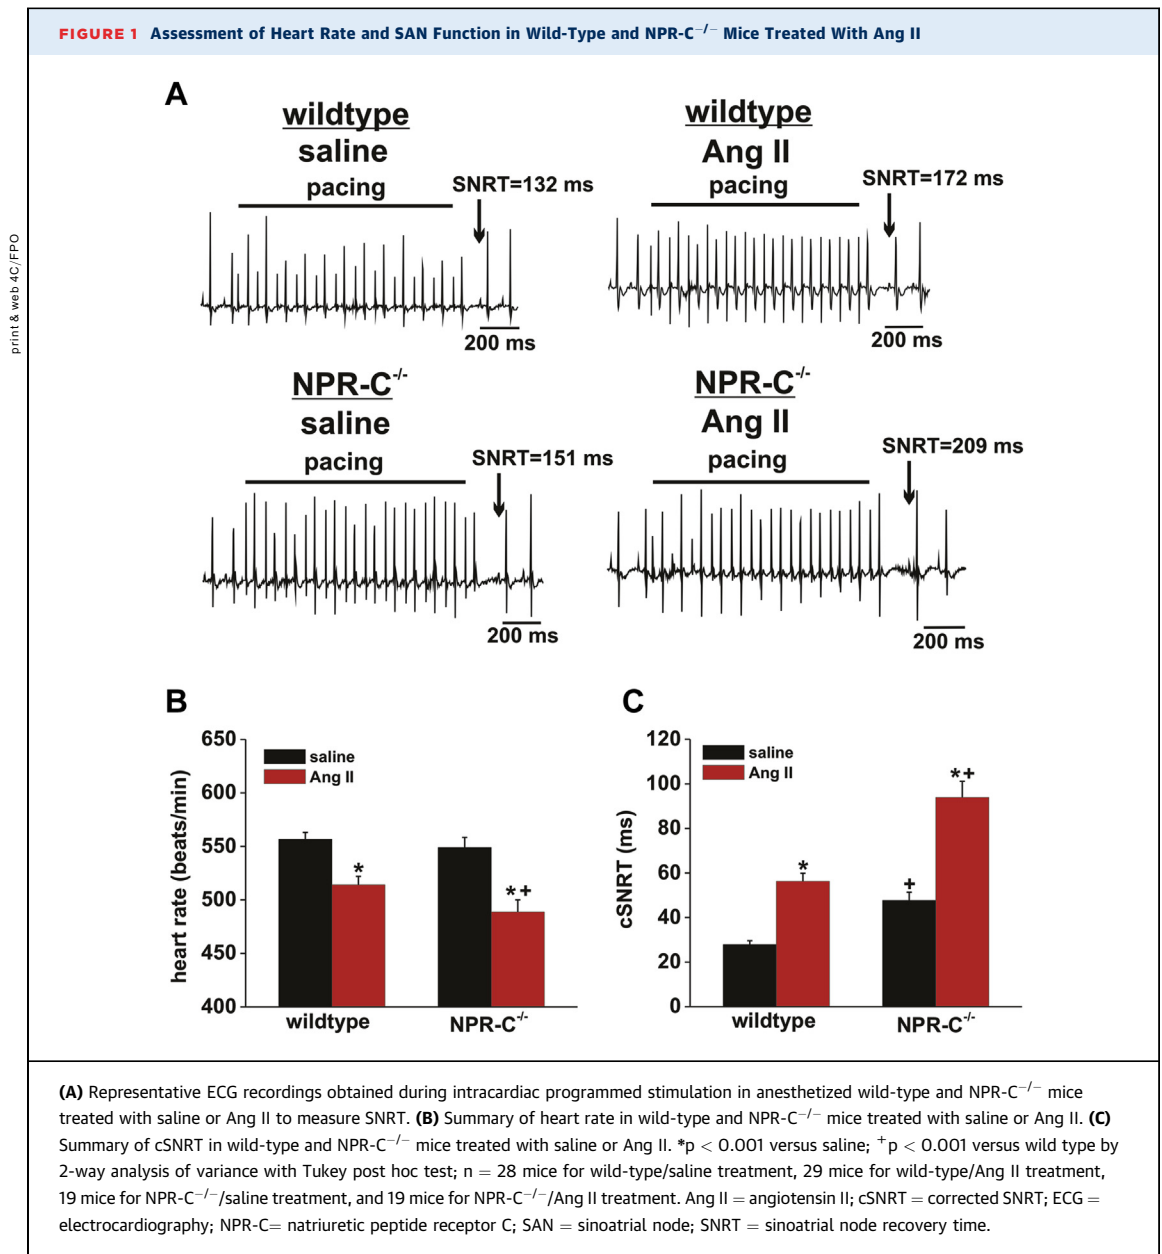 FIGURE 1 Assessment of Heart Rate and SAN Function in Wild-Type and NPR-C−/− Mice Treated With Ang II
print & web 4C/FPO
A
wildtype
saline
pacing
SNRT=132 ms
200 ms
wildtype
Ang II
pacing
SNRT=172 ms
200 ms
NPR-C-/-
saline
pacing
SNRT=151 ms
200 ms
NPR-C-/-
Ang II
pacing
SNRT=209 ms
200 ms
B
heart rate (beats/min)
650
600
550
500
450
400
saline
Ang II
*
*+
wildtype
NPR-C-/-
C
cSNRT (ms)
120
100
80
60
40
20
0
saline
Ang II
*
+
*+
wildtype
NPR-C-/-
(A) Representative ECG recordings obtained during intracardiac programmed stimulation in anesthetized wild-type and NPR-C−/− mice
treated with saline or Ang II to measure SNRT. (B) Summary of heart rate in wild-type and NPR-C−/− mice treated with saline or Ang II. (C)
Summary of cSNRT in wild-type and NPR-C−/− mice treated with saline or Ang II. *p < 0.001 versus saline; +p < 0.001 versus wild type by
2-way analysis of variance with Tukey post hoc test; n = 28 mice for wild-type/saline treatment, 29 mice for wild-type/Ang II treatment,
19 mice for NPR-C−/−/saline treatment, and 19 mice for NPR-C−/−/Ang II treatment. Ang II = angiotensin II; cSNRT = corrected SNRT; ECG =
electrocardiography; NPR-C= natriuretic peptide receptor C; SAN = sinoatrial node; SNRT = sinoatrial node recovery time.